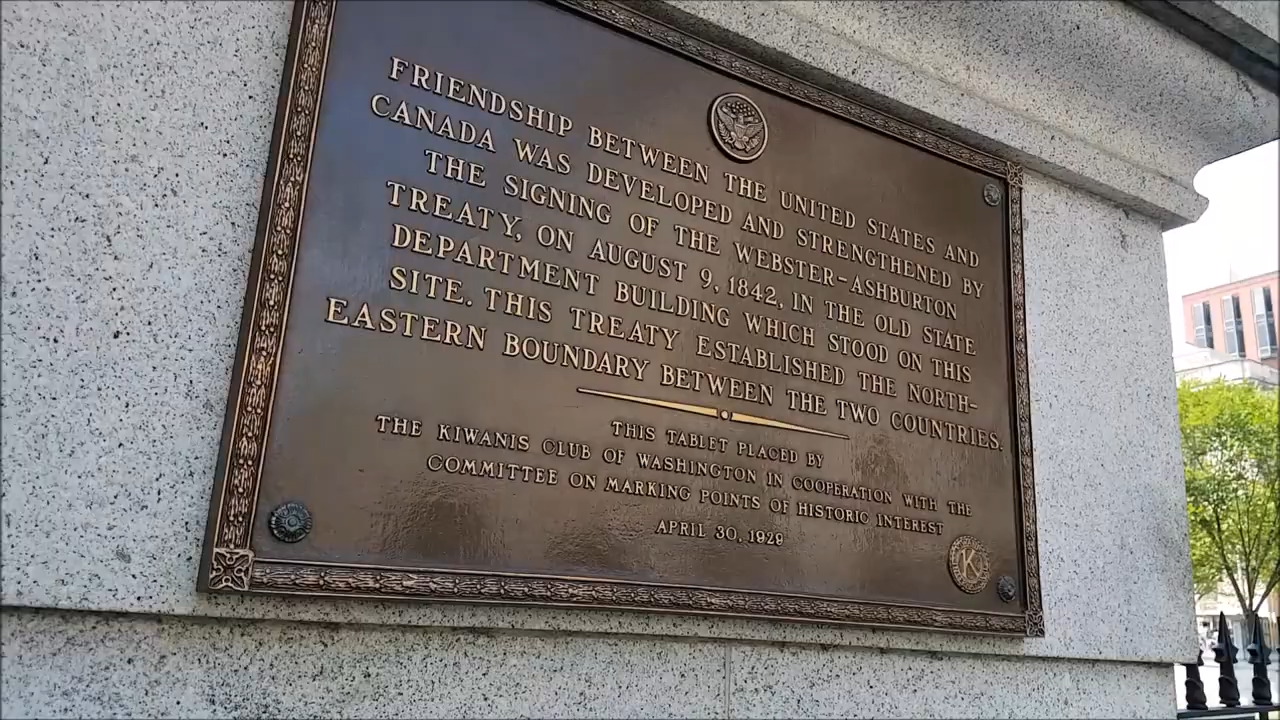 FRIENDSHIP BETWEEN THE UNITED STATES AND
CANADA WAS DEVELOPED AND STRENGTHENED BY
THE SIGNING OF THE WEBSTER-ASHBURTON
TREATY, ON AUGUST 9, 1842, IN THE OLD STATE
DEPARTMENT BUILDING WHICH STOOD ON THIS
SITE. THIS TREATY ESTABLISHED THE NORTH-
EASTERN BOUNDARY BETWEEN THE TWO COUNTRIES.
THIS TABLET PLACED BY
THE KIWANIS CLUB OF WASHINGTON IN COOPERATION WITH THE
COMMITTEE ON MARKING POINTS OF HISTORIC INTEREST
APRIL 30, 1929
K